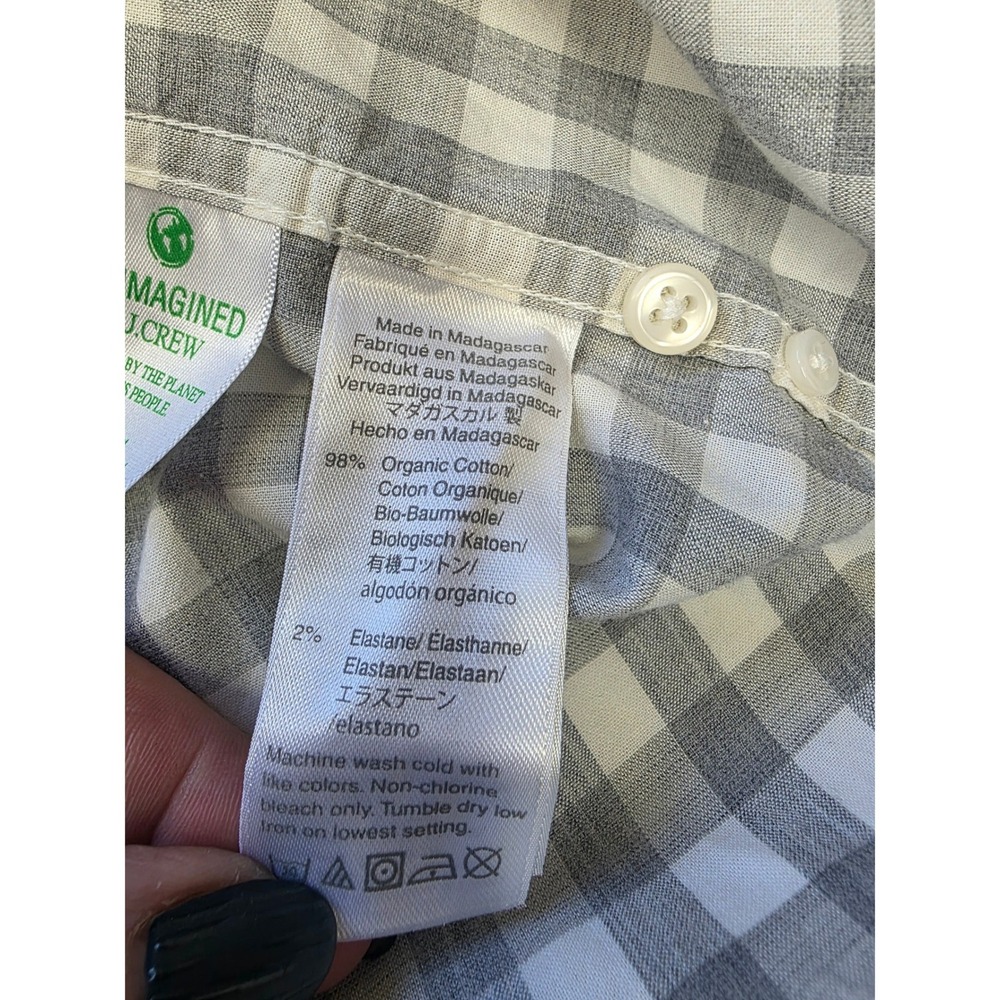 MAGINED
J.CREW
BY THE PLANET
PEOPLE.
Made in Madagascar
Fabriqué en Madagascar
Produkt aus Madagaskar
Vervaardigd in Madagascar
マダガスカル 製
Hecho en Madagascar
98% Organic Cotton/
Coton Organique/
Bio-Baumwolle/
Biologisch Katoen/
有機コットン/
algodón orgánico
2% Elastane/ Elasthanne/
Elastan/Elastaan/
エラステーン
/elastano
Machine wash cold with
like colors. Non-chlorine
bleach only. Tumble dry low
Iron on lowest setting.